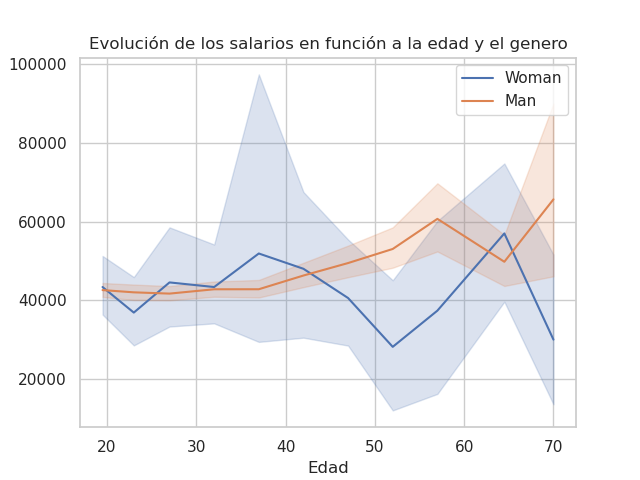 Evolución de los salarios en función a la edad y el genero
Woman
Man
100000
80000
60000
40000
20000
20 30 40 50 60 70
Edad